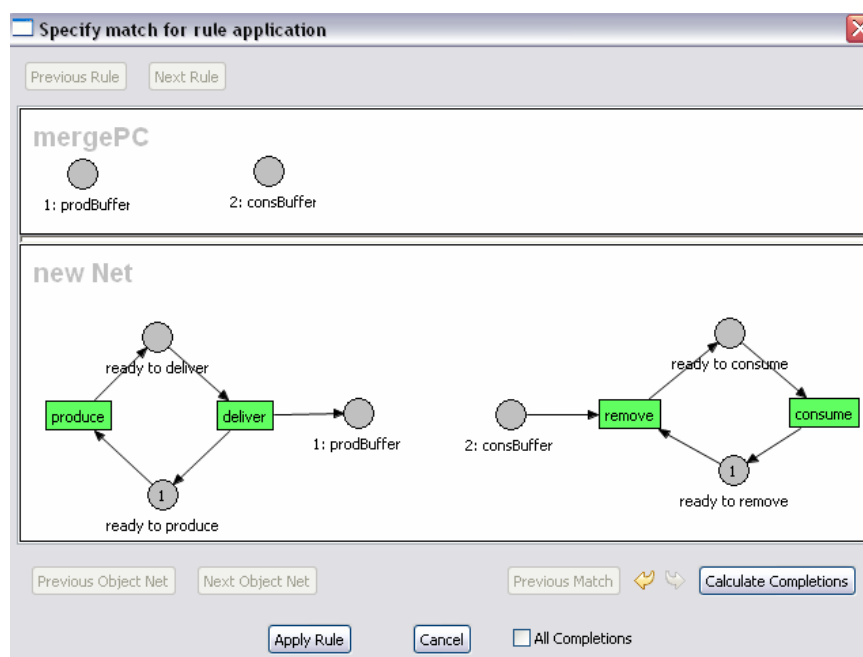 Specify match for rule application
Previous Rule Next Rule
mergePC
1: prodBuffer
2: consBuffer
new Net
ready to deliver
ready to consume
produce
deliver
remove
consume
1: prodBuffer
2: consBuffer
1
1
ready to produce
ready to remove
Previous Object Net Next Object Net Previous Match Calculate Completions
Apply Rule Cancel All Completions